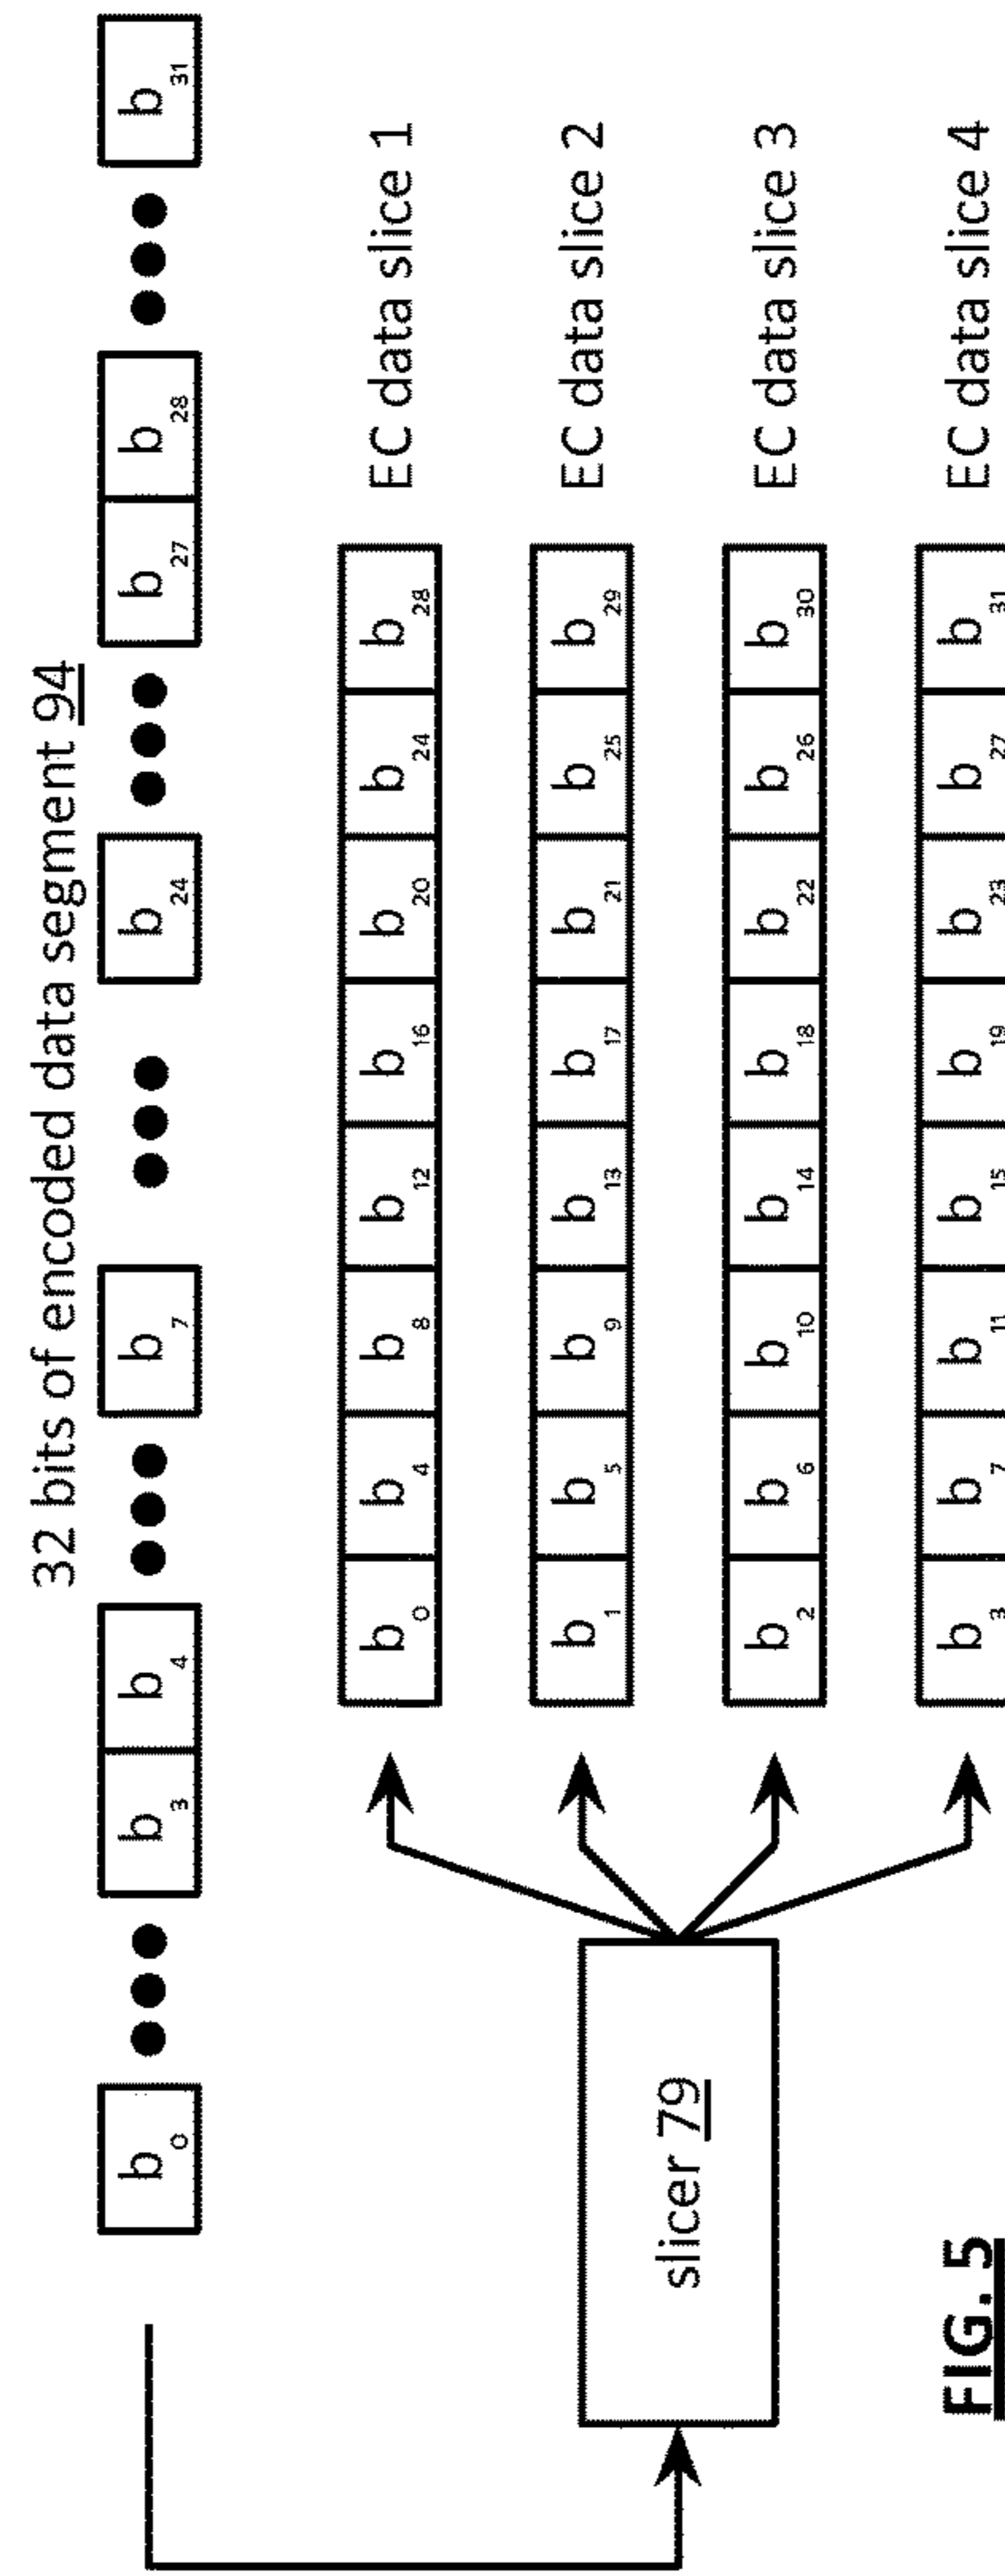 32 bits of encoded data segment 94
b0 ●●● b3 b4 ●●● b7 ●●● b24 ●●● b27 b28 ●●● b31
b0 b4 b8 b12 b16 b20 b24 b28 EC data slice 1
b1 b5 b9 b13 b17 b21 b25 b29 EC data slice 2
slicer 79
b2 b6 b10 b14 b18 b22 b26 b30 EC data slice 3
b3 b7 b11 b15 b19 b23 b27 b31 EC data slice 4
FIG. 5